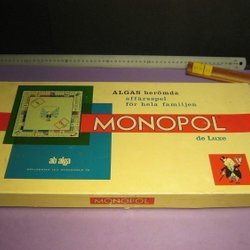 ALGAS berömda
affärsspel
för hela familjen
MONOPOL
de Luxe
ab alga
MONOPOL